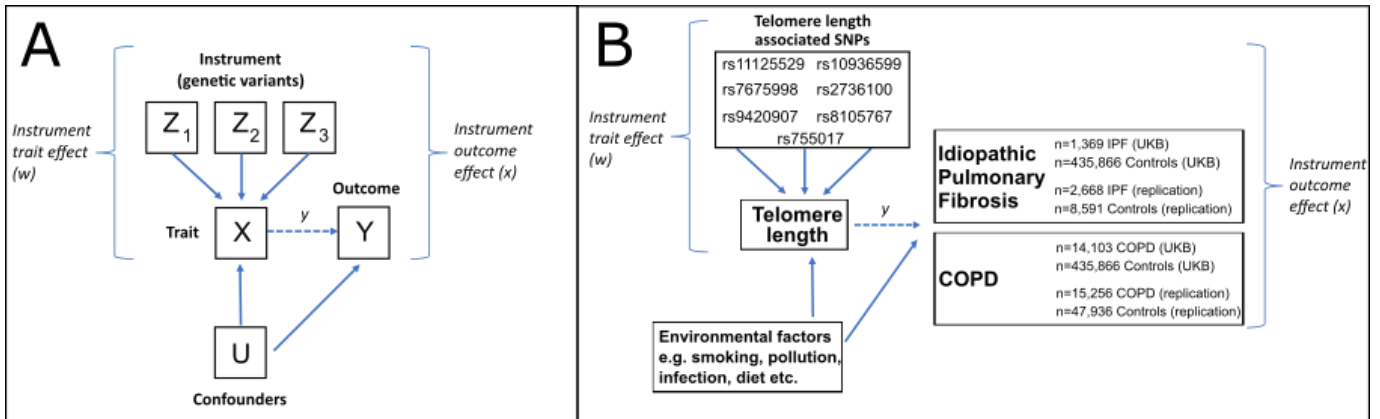 A
Instrument
(genetic variants)
Z1
Z2
Z3
Instrument
trait effect
(w)
Instrument
outcome
effect (x)
Outcome
Trait
X
y
Y
U
Confounders
B
Telomere length
associated SNPs
rs11125529 rs10936599
rs7675998 rs2736100
rs9420907 rs8105767
rs755017
Instrument
trait effect
(w)
Telomere
length
y
Environmental factors
e.g. smoking, pollution,
infection, diet etc.
Idiopathic
Pulmonary
Fibrosis
n=1,369 IPF (UKB)
n=435,866 Controls (UKB)
n=2,668 IPF (replication)
n=8,591 Controls (replication)
COPD
n=14,103 COPD (UKB)
n=435,866 Controls (UKB)
n=15,256 COPD (replication)
n=47,936 Controls (replication)
Instrument
outcome
effect (x)